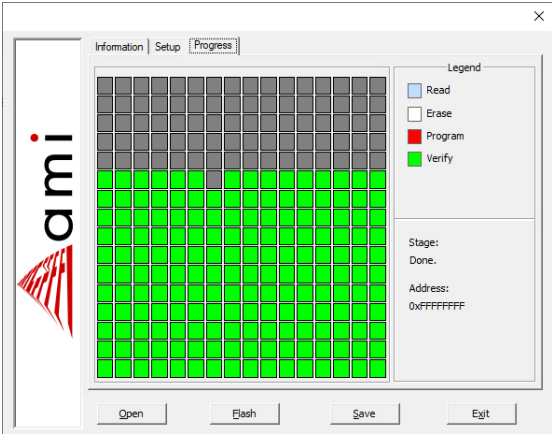 ami
Information
Setup
Progress
Legend
Read
Erase
Program
Verify
Stage:
Done.
Address:
0xFFFFFFFF
Open
Flash
Save
Exit